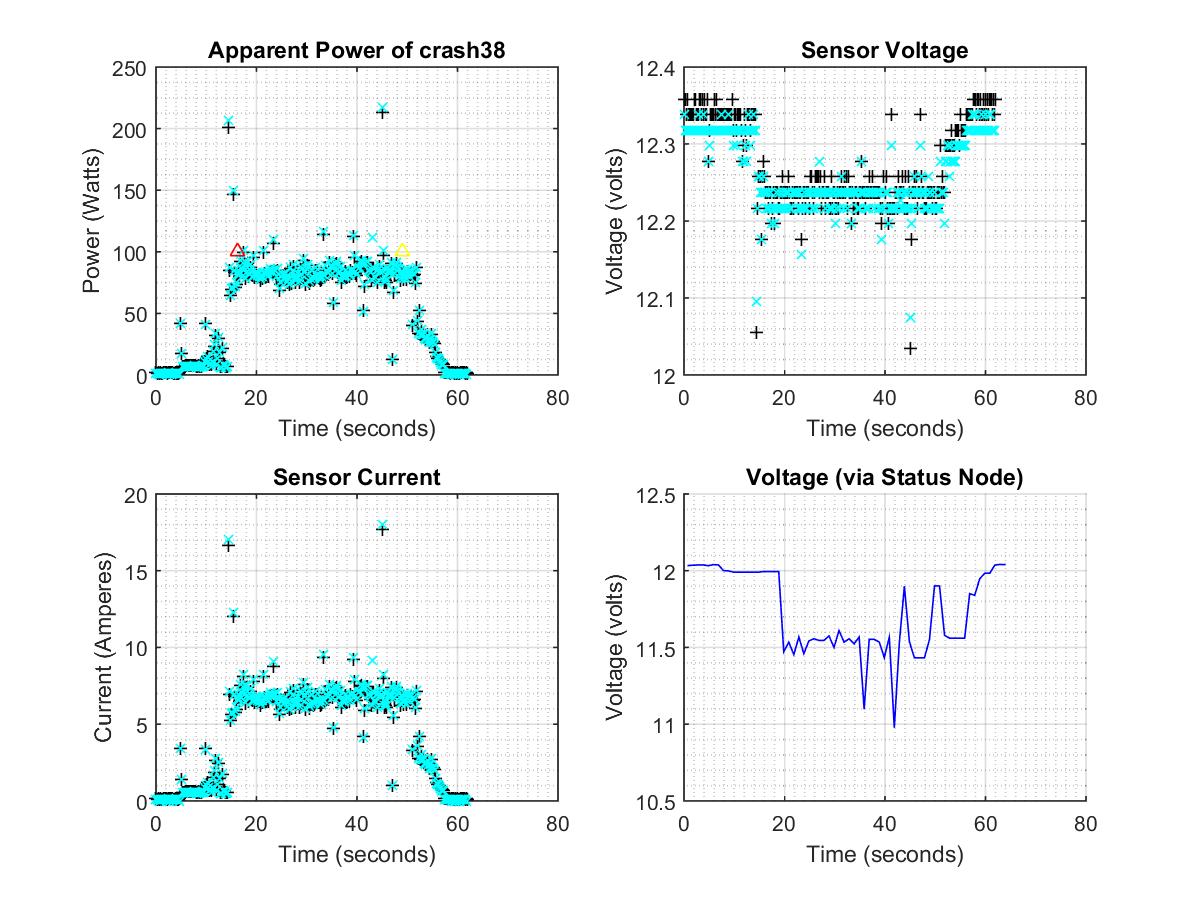 Apparent Power of crash38
250
200
150
100
50
0
Power (Watts)
0 20 40 60 80
Time (seconds)
Sensor Voltage
12.4
12.3
12.2
12.1
12
Voltage (volts)
0 20 40 60 80
Time (seconds)
Sensor Current
20
15
10
5
0
Current (Amperes)
0 20 40 60 80
Time (seconds)
Voltage (via Status Node)
12.5
12
11.5
11
10.5
Voltage (volts)
0 20 40 60 80
Time (seconds)